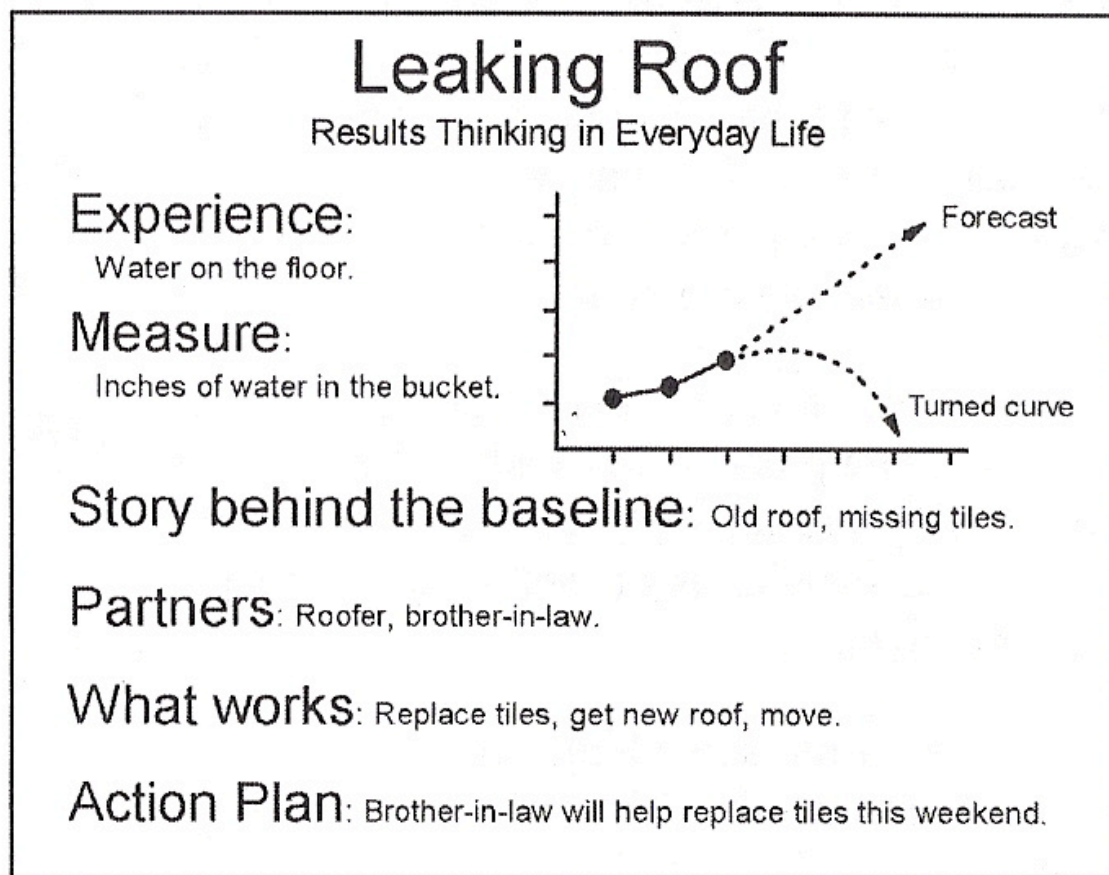 Leaking Roof
Results Thinking in Everyday Life
Experience:
Water on the floor.
Measure:
Inches of water in the bucket.
Forecast
Turned curve
Story behind the baseline: Old roof, missing tiles.
Partners: Roofer, brother-in-law.
What works: Replace tiles, get new roof, move.
Action Plan: Brother-in-law will help replace tiles this weekend.